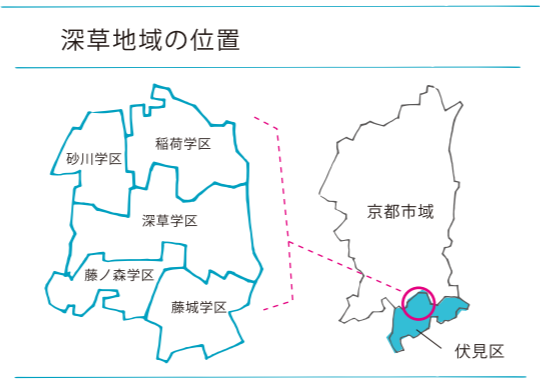 深草地域の位置
稲荷学区
砂川学区
深草学区
藤ノ森学区
藤城学区
京都市域
伏見区